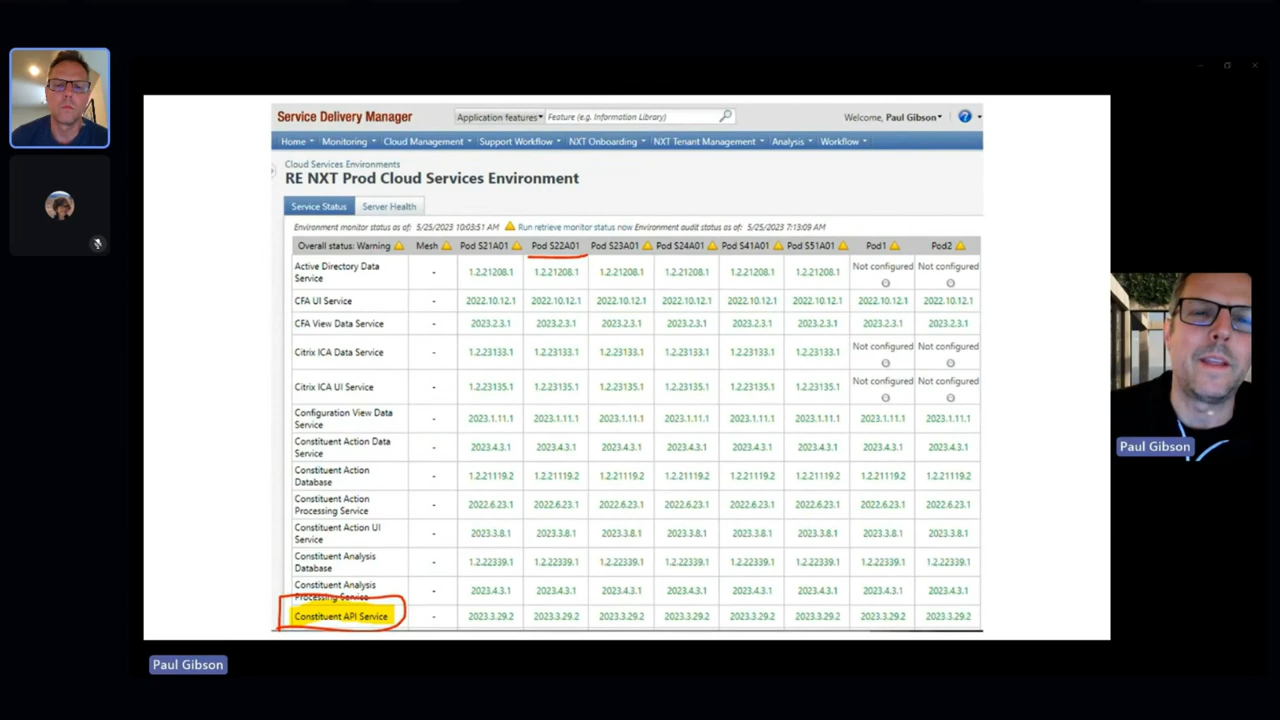 Service Delivery Manager
Application features
Feature (e.g. Information Library)
Welcome, Paul Gibson
Home Monitoring Cloud Management Support Workflow NXT Onboarding NXT Tenant Management Analysis Workflow
Cloud Services Environments
RE NXT Prod Cloud Services Environment
Service Status Server Health
Environment monitor status as of: 5/25/2023 10:03:51 AM Run retrieve monitor status now Environment audit status as of: 5/25/2023 7:13:09 AM
Overall status: Warning Mesh Pod S21A01 Pod S22A01 Pod S23A01 Pod S24A01 Pod S41A01 Pod S51A01 Pod1 Pod2
Active Directory Data
Service
- 1.2.21208.1 1.2.21208.1 1.2.21208.1 1.2.21208.1 1.2.21208.1 1.2.21208.1 Not configured Not configured
CFA UI Service - 2022.10.12.1 2022.10.12.1 2022.10.12.1 2022.10.12.1 2022.10.12.1 2022.10.12.1 2022.10.12.1 2022.10.12.1
CFA View Data Service - 2023.2.3.1 2023.2.3.1 2023.2.3.1 2023.2.3.1 2023.2.3.1 2023.2.3.1 2023.2.3.1 2023.2.3.1
Citrix ICA Data Service - 1.2.23133.1 1.2.23133.1 1.2.23133.1 1.2.23133.1 1.2.23133.1 1.2.23133.1 Not configured Not configured
Citrix ICA UI Service - 1.2.23135.1 1.2.23135.1 1.2.23135.1 1.2.23135.1 1.2.23135.1 1.2.23135.1 Not configured Not configured
Configuration View Data
Service
- 2023.1.11.1 2023.1.11.1 2023.1.11.1 2023.1.11.1 2023.1.11.1 2023.1.11.1 2023.1.11.1 2023.1.11.1
Constituent Action Data
Service
- 2023.4.3.1 2023.4.3.1 2023.4.3.1 2023.4.3.1 2023.4.3.1 2023.4.3.1 2023.4.3.1 2023.4.3.1
Constituent Action
Database
- 1.2.21119.2 1.2.21119.2 1.2.21119.2 1.2.21119.2 1.2.21119.2 1.2.21119.2 1.2.21119.2 1.2.21119.2
Constituent Action
Processing Service
- 2022.6.23.1 2022.6.23.1 2022.6.23.1 2022.6.23.1 2022.6.23.1 2022.6.23.1 2022.6.23.1 2022.6.23.1
Constituent Action UI
Service
- 2023.3.8.1 2023.3.8.1 2023.3.8.1 2023.3.8.1 2023.3.8.1 2023.3.8.1 2023.3.8.1 2023.3.8.1
Constituent Analysis
Database
- 1.2.22339.1 1.2.22339.1 1.2.22339.1 1.2.22339.1 1.2.22339.1 1.2.22339.1 1.2.22339.1 1.2.22339.1
Constituent Analysis
Processing Service
- 2023.4.3.1 2023.4.3.1 2023.4.3.1 2023.4.3.1 2023.4.3.1 2023.4.3.1 2023.4.3.1 2023.4.3.1
Constituent API Service - 2023.3.29.2 2023.3.29.2 2023.3.29.2 2023.3.29.2 2023.3.29.2 2023.3.29.2 2023.3.29.2 2023.3.29.2
Paul Gibson
Paul Gibson